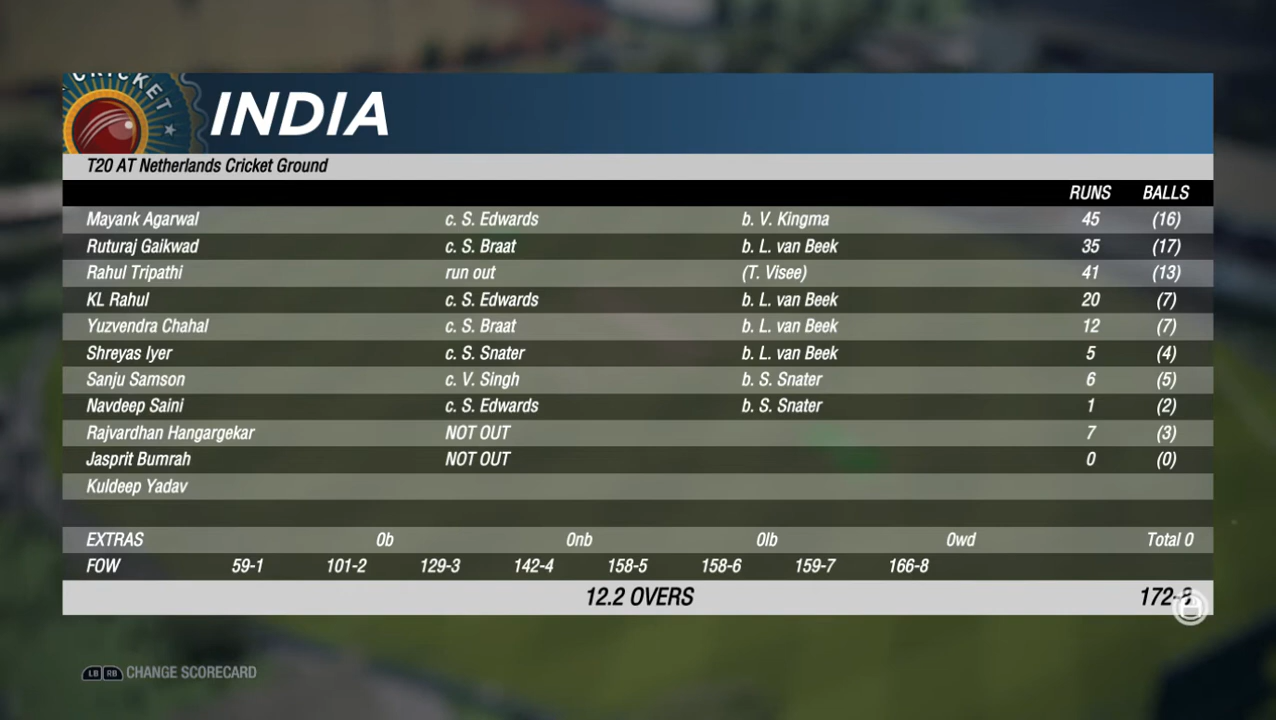 CRICKET
INDIA
T20 AT Netherlands Cricket Ground
RUNS BALLS
Mayank Agarwal c. S. Edwards b. V. Kingma 45 (16)
Ruturaj Gaikwad c. S. Braat b. L. van Beek 35 (17)
Rahul Tripathi run out (T. Visee) 41 (13)
KL Rahul c. S. Edwards b. L. van Beek 20 (7)
Yuzvendra Chahal c. S. Braat b. L. van Beek 12 (7)
Shreyas Iyer c. S. Snater b. L. van Beek 5 (4)
Sanju Samson c. V. Singh b. S. Snater 6 (5)
Navdeep Saini c. S. Edwards b. S. Snater 1 (2)
Rajvardhan Hangargekar NOT OUT 7 (3)
Jasprit Bumrah NOT OUT 0 (0)
Kuldeep Yadav
EXTRAS 0b 0nb 0lb 0wd Total 0
FOW 59-1 101-2 129-3 142-4 158-5 158-6 159-7 166-8
12.2 OVERS 172-8
LB RB CHANGE SCORECARD